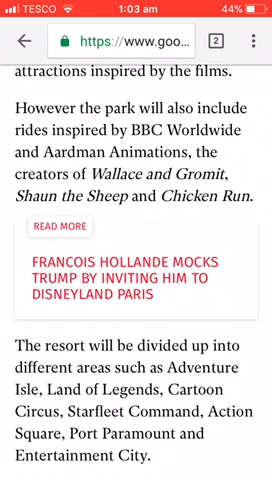 TESCO 1:03 am 44%
https://www.goo... 2
attractions inspired by the films.
However the park will also include
rides inspired by BBC Worldwide
and Aardman Animations, the
creators of Wallace and Gromit,
Shaun the Sheep and Chicken Run.
READ MORE
FRANCOIS HOLLANDE MOCKS
TRUMP BY INVITING HIM TO
DISNEYLAND PARIS
The resort will be divided up into
different areas such as Adventure
Isle, Land of Legends, Cartoon
Circus, Starfleet Command, Action
Square, Port Paramount and
Entertainment City.